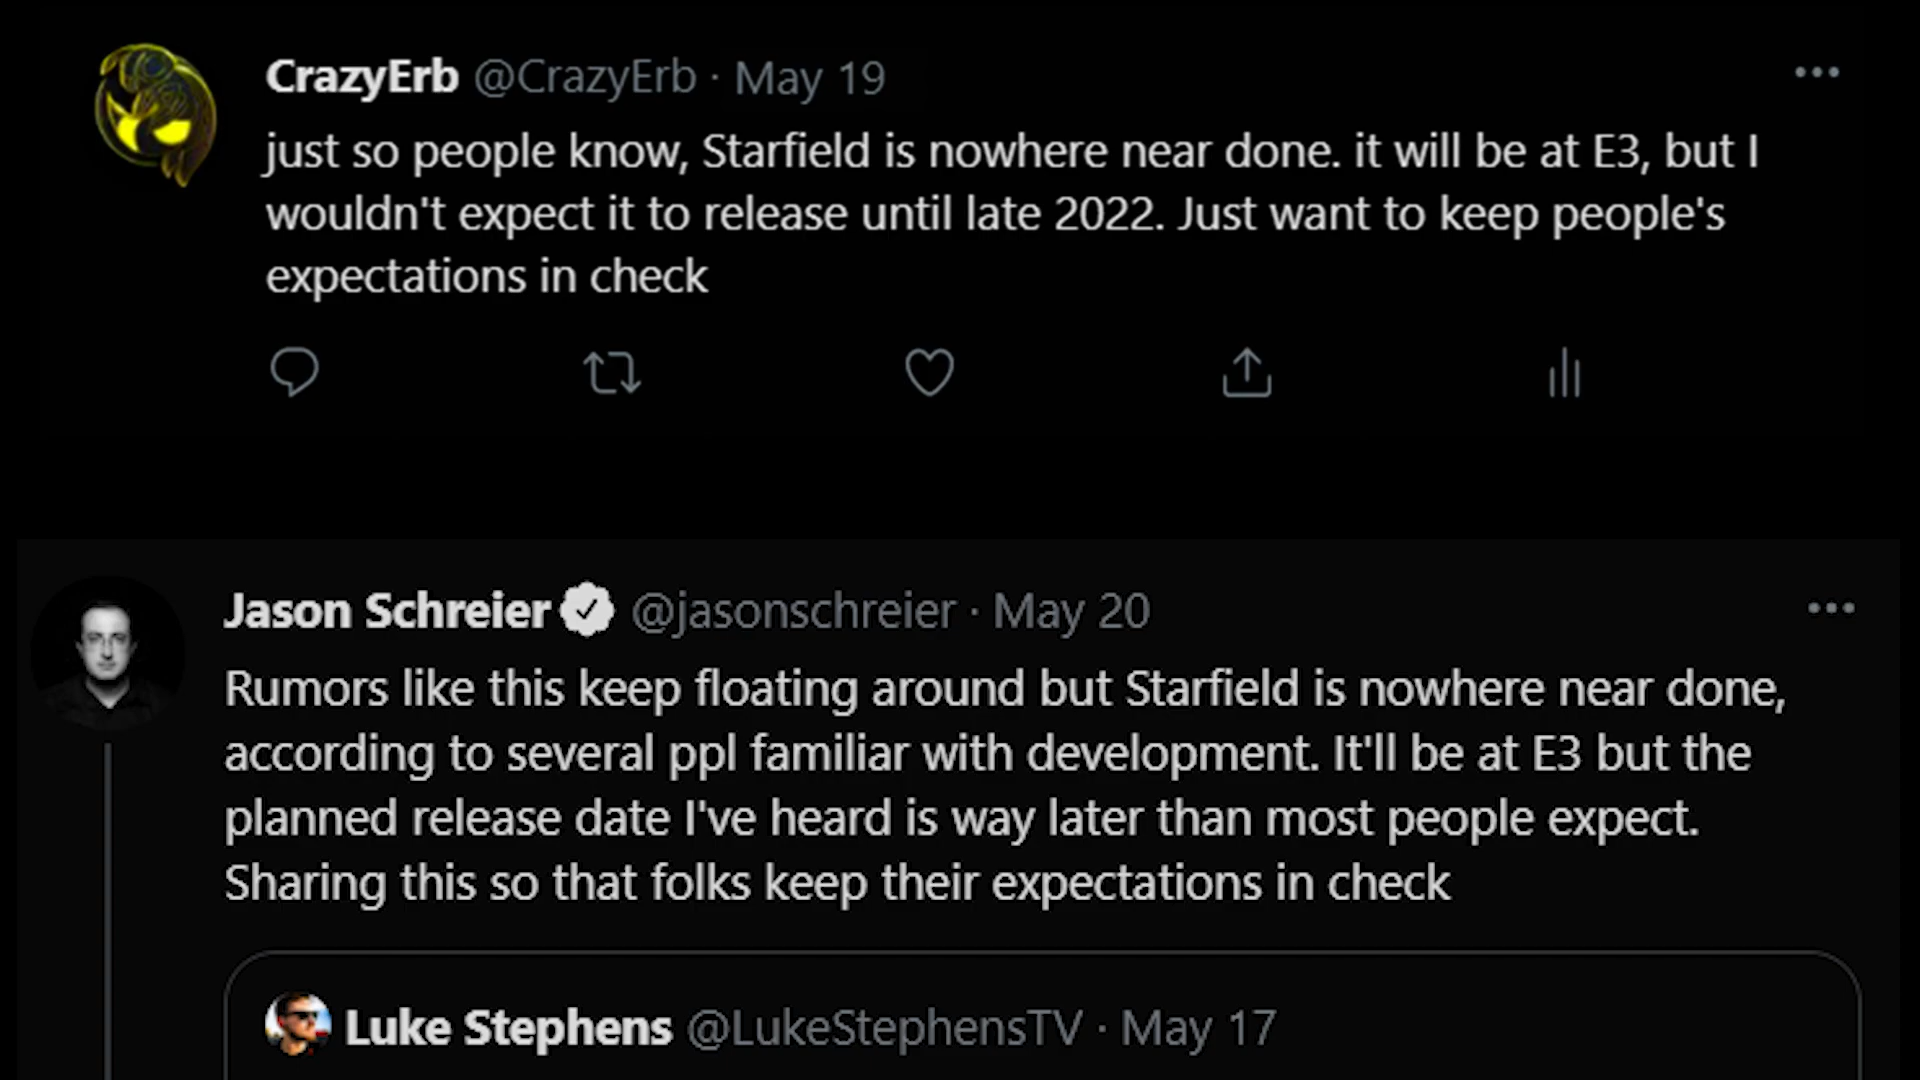 CrazyErb @CrazyErb · May 19
just so people know, Starfield is nowhere near done. it will be at E3, but I
wouldn't expect it to release until late 2022. Just want to keep people's
expectations in check
Jason Schreier @jasonschreier · May 20
Rumors like this keep floating around but Starfield is nowhere near done,
according to several ppl familiar with development. It'll be at E3 but the
planned release date I've heard is way later than most people expect.
Sharing this so that folks keep their expectations in check
Luke Stephens @LukeStephensTV · May 17